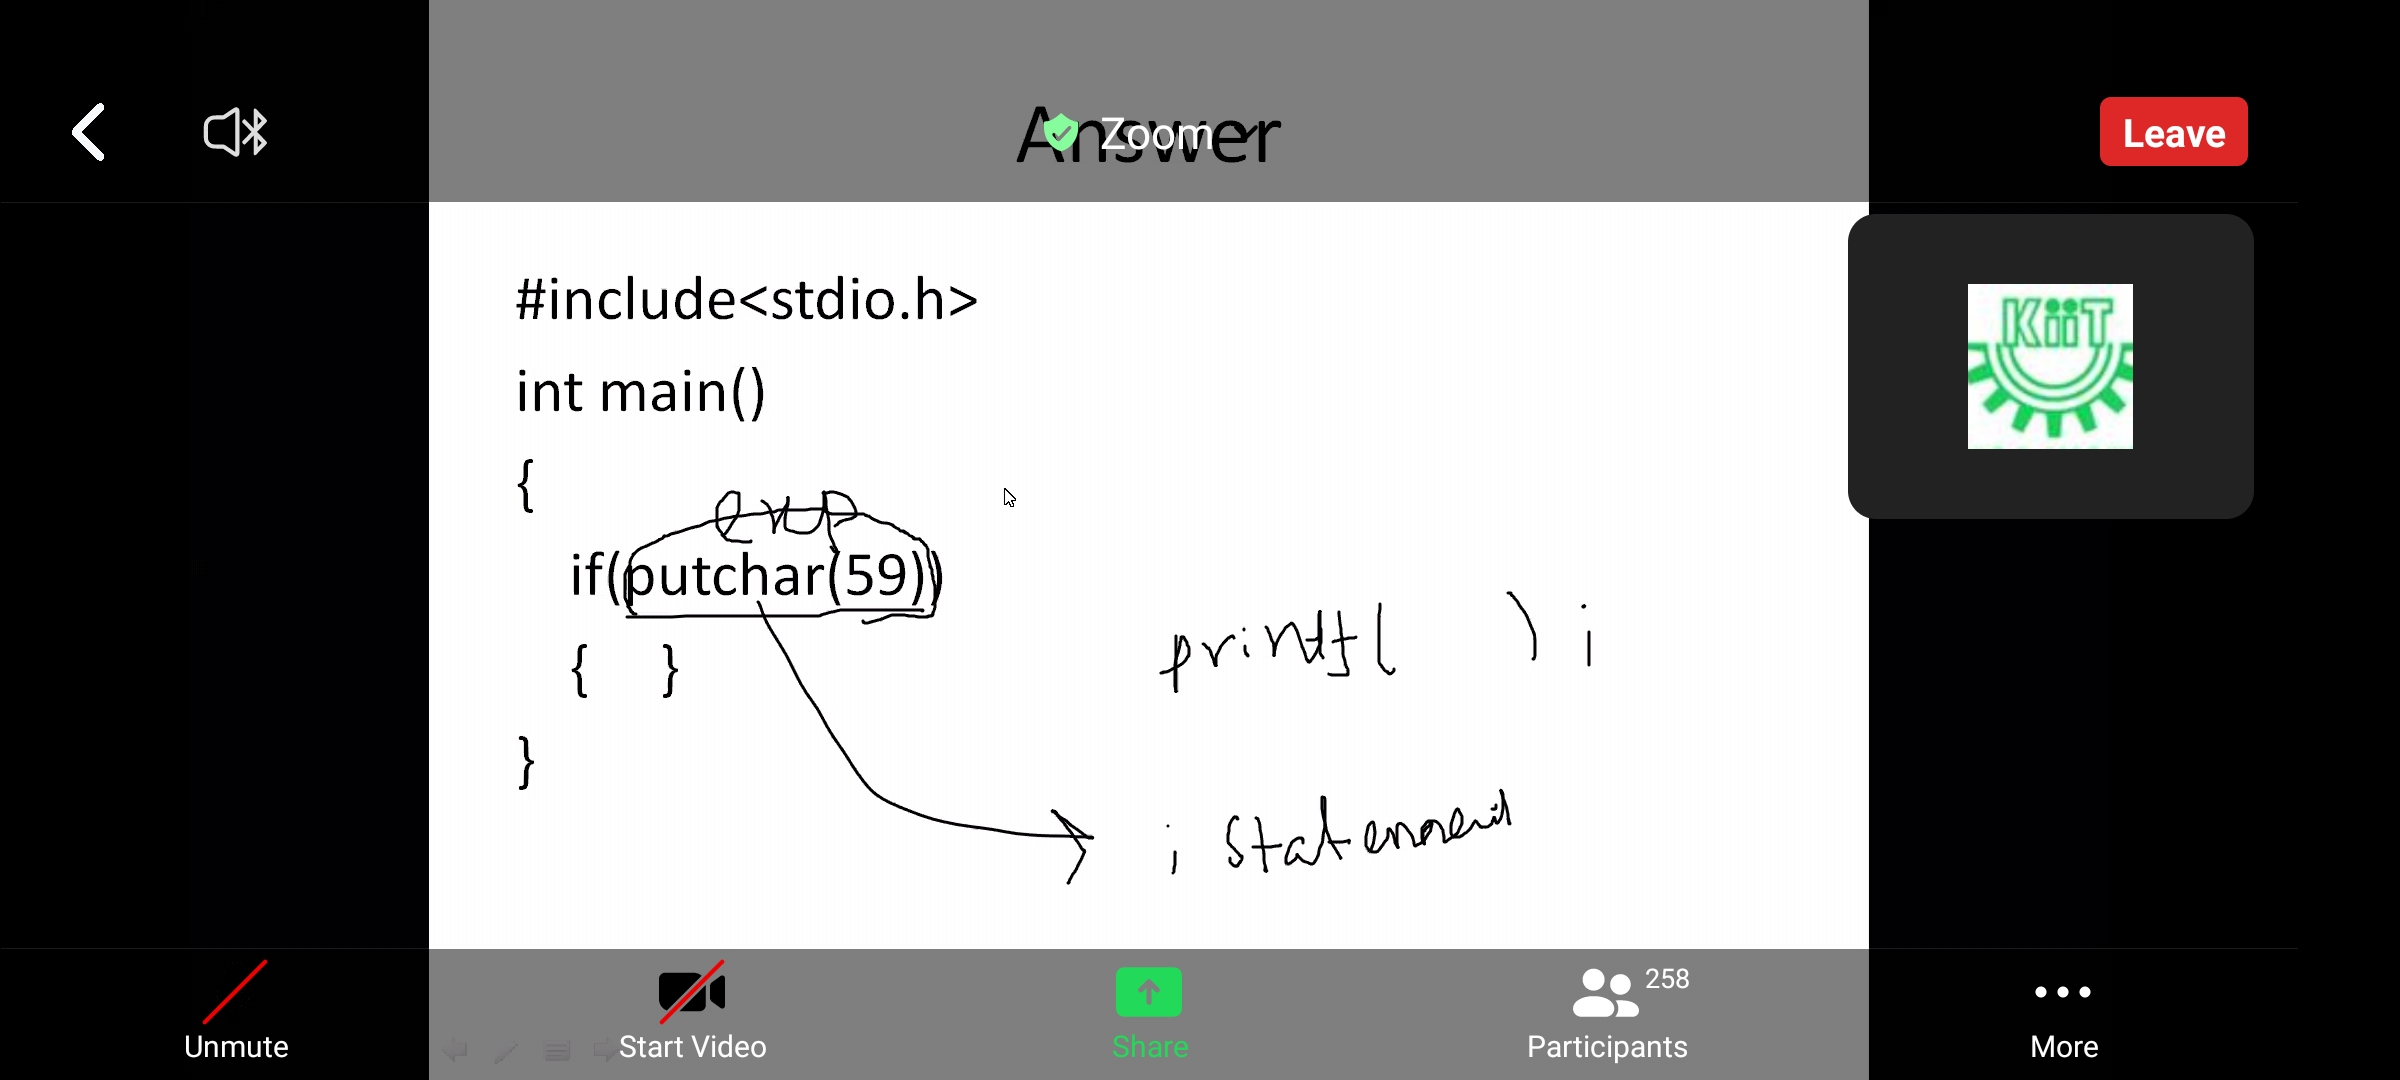 Answer
Zoom
Leave
KiiT
#include<stdio.h>
int main()
{
exp
if(putchar(59))
printf( ) ;
{ }
}
; statement
258
Unmute
Start Video
Share
Participants
More